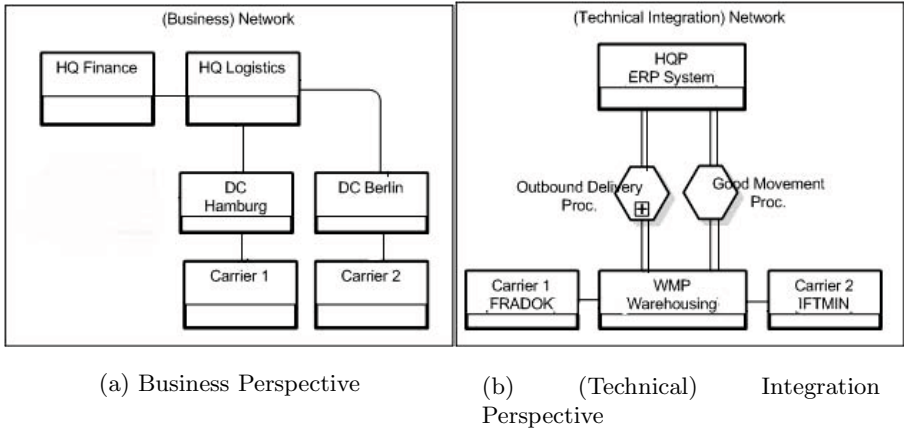 (Business) Network
HQ Finance
HQ Logistics
DC
Hamburg
DC Berlin
Carrier 1
Carrier 2
(a) Business Perspective
(Technical Integration) Network
HQP
ERP System
Outbound Delivery
Proc.
Good Movement
Proc.
Carrier 1
FRADOK
WMP
Warehousing
Carrier 2
IFTMIN
(b) (Technical) Integration
Perspective